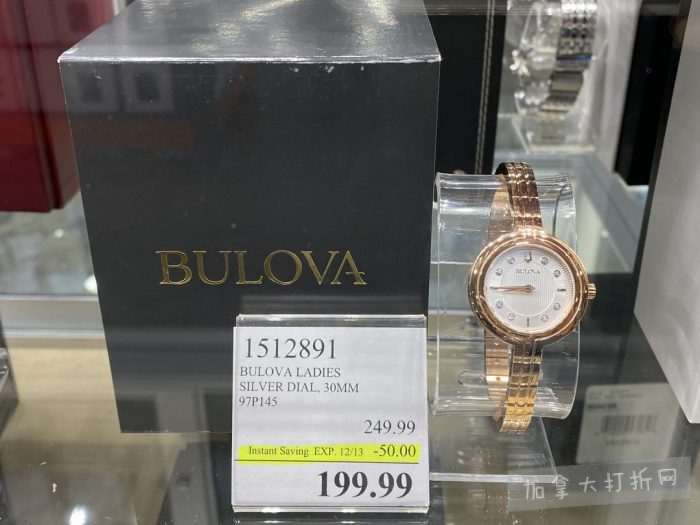 BULOVA
BULOVA
1512891
BULOVA LADIES
SILVER DIAL, 30MM
97P145
249.99
Instant Saving EXP. 12/13 -50.00
199.99
加拿大打折网